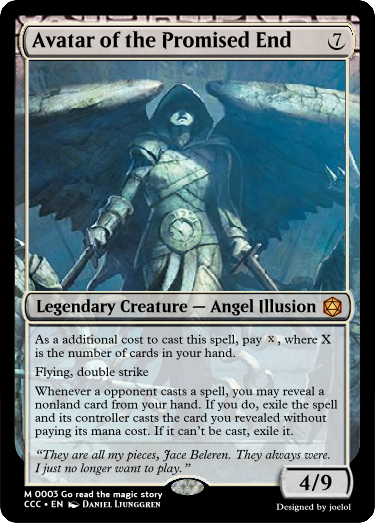 Avatar of the Promised End 7
Legendary Creature — Angel Illusion
As a additional cost to cast this spell, pay X, where X
is the number of cards in your hand.
Flying, double strike
Whenever a opponent casts a spell, you may reveal a
nonland card from your hand. If you do, exile the spell
and its controller casts the card you revealed without
paying its mana cost. If it can't be cast, exile it.
"They are all my pieces, Jace Beleren. They always were.
I just no longer want to play."
4/9
M 0003 Go read the magic story
CCC • EN Daniel Ljunggren
Designed by joelol